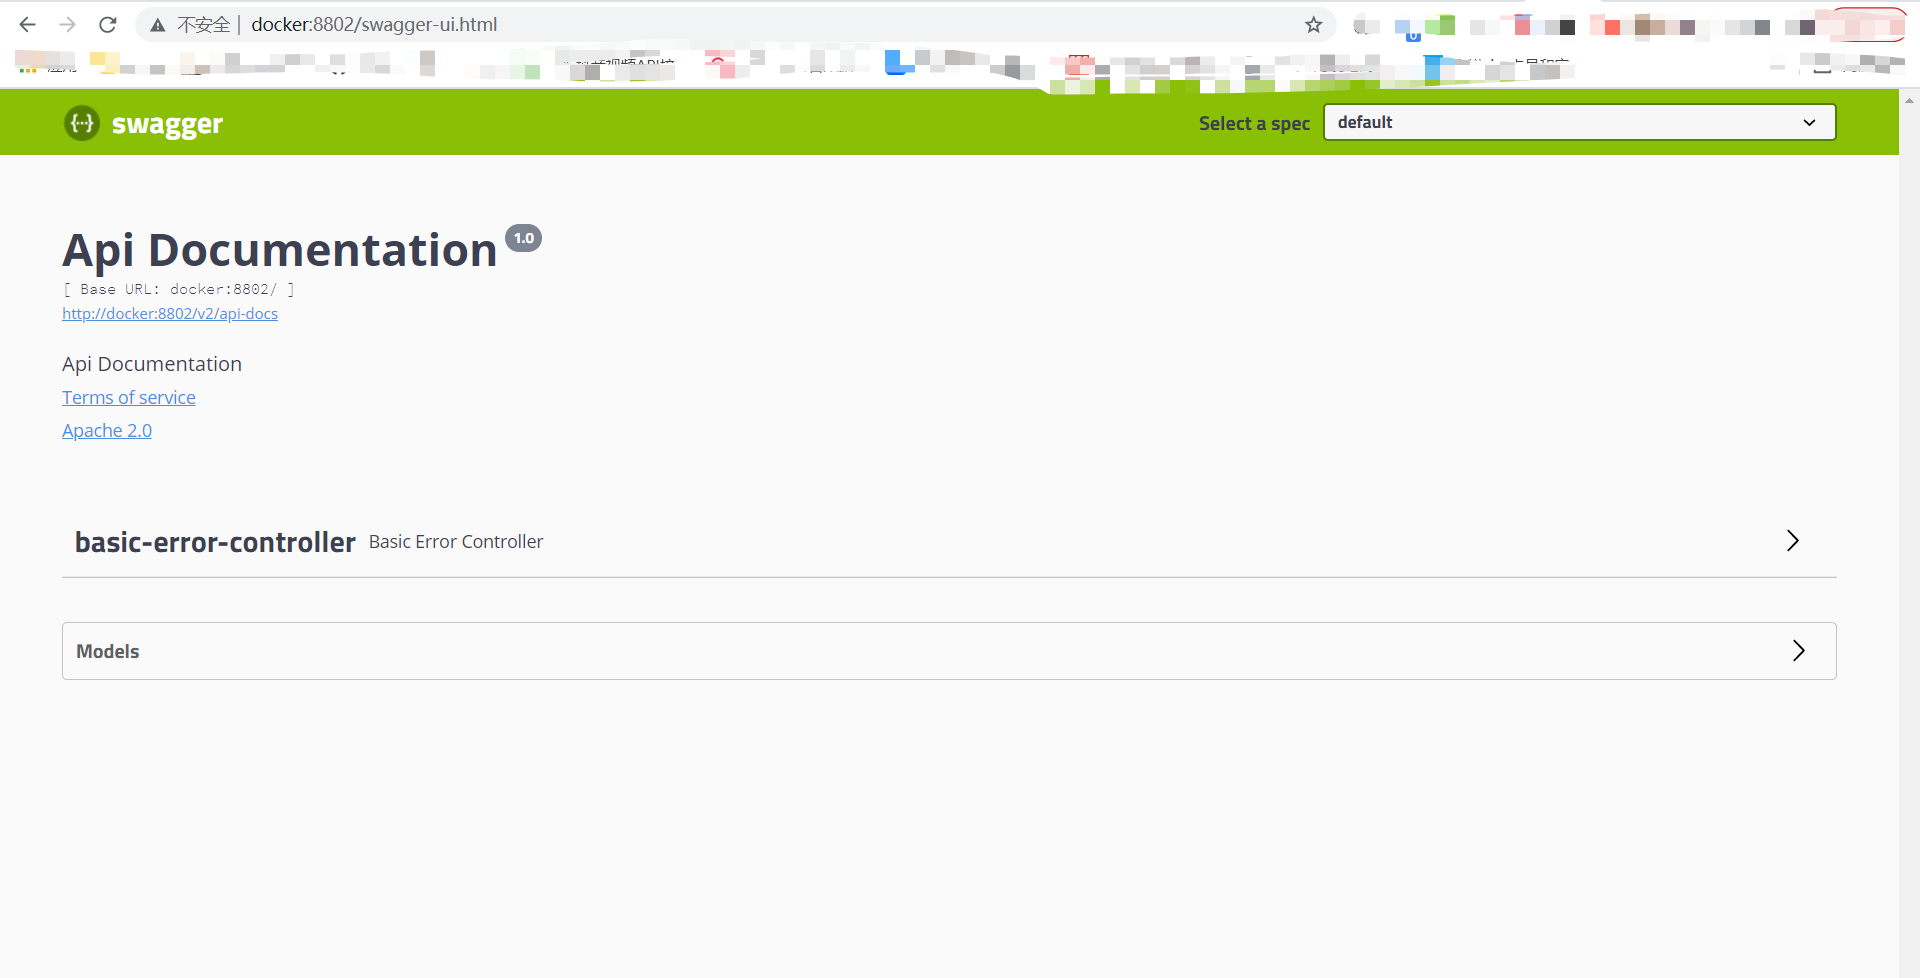 不安全 | docker:8802/swagger-ui.html
swagger
Select a spec
default
Api Documentation 1.0
[ Base URL: docker:8802/ ]
http://docker:8802/v2/api-docs
Api Documentation
Terms of service
Apache 2.0
basic-error-controller Basic Error Controller
Models